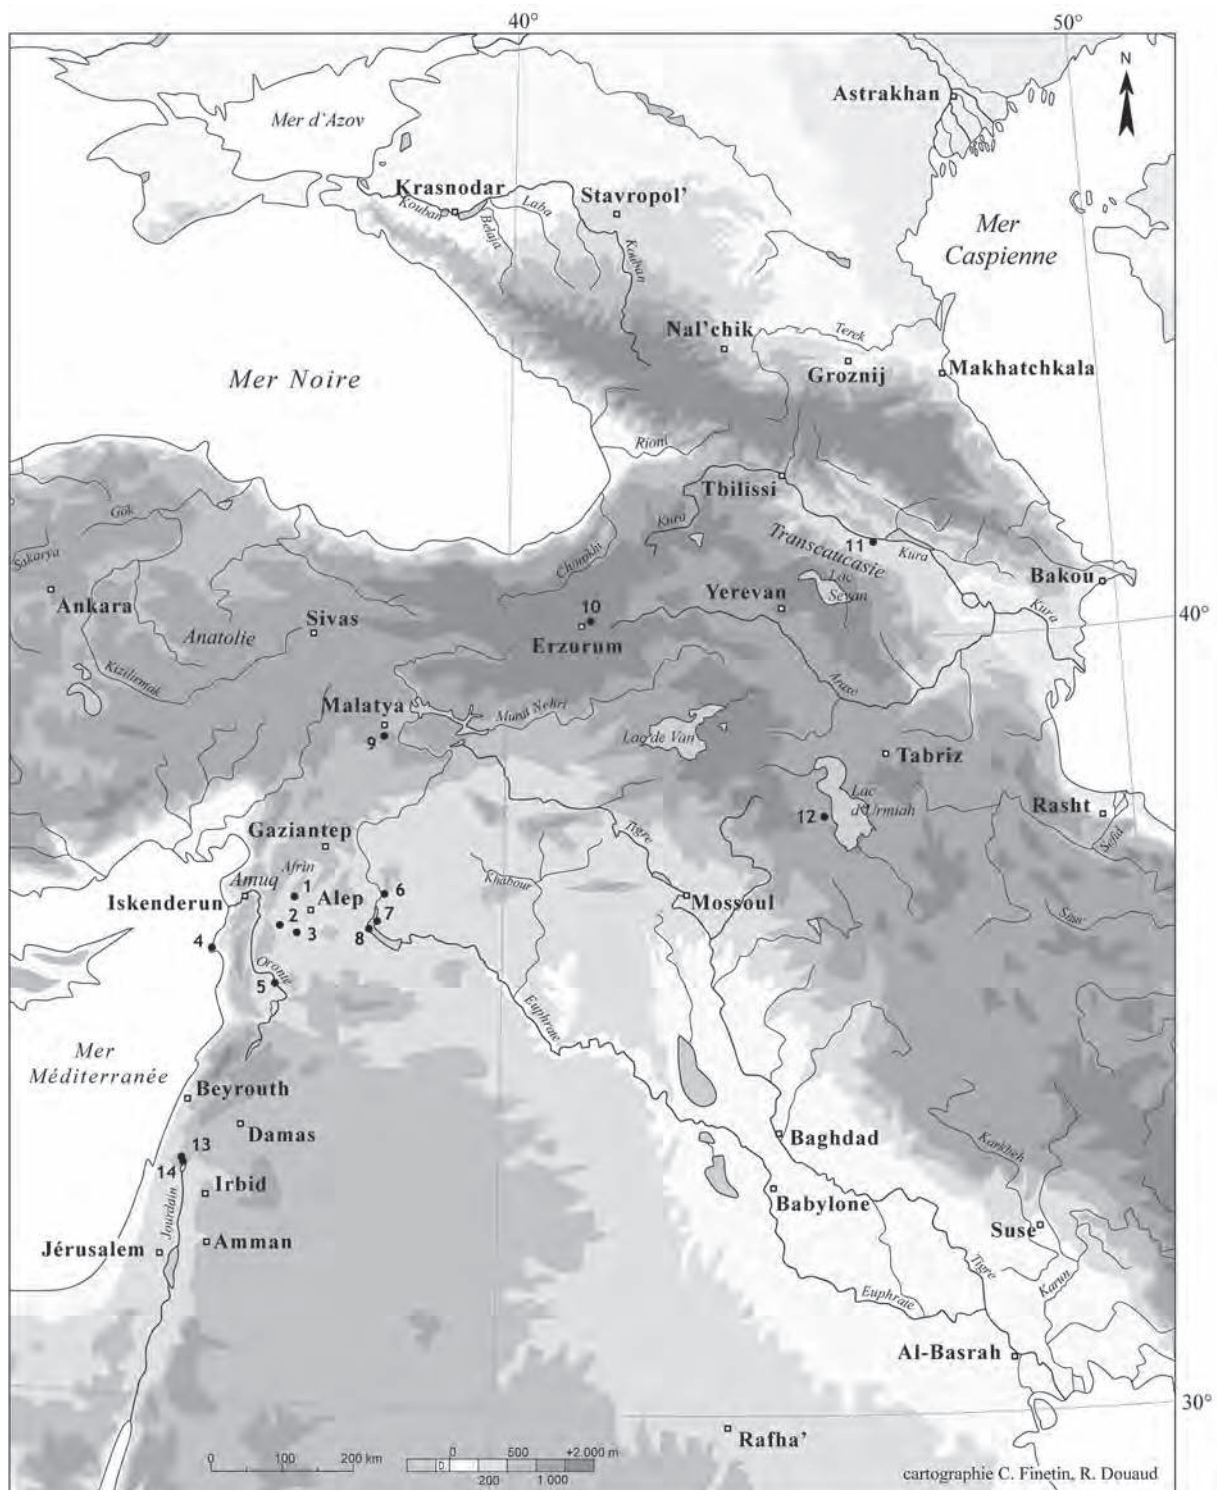 40°
50°
N
Astrakhan
Mer d'Azov
Krasnodar
Stavropol'
Kouban
Laba
Belaja
Kouban
Mer
Caspienne
Nal'chik
Terek
Groznij
Makhatchkala
Mer Noire
Rioni
Tbilissi
Gök
Kura
Transcaucasie
11
Kura
Sakarya
Chorokhi
Lac
Sevan
Bakou
Ankara
Yerevan
Kura
40°
Sivas
10
Anatolie
Erzurum
Kizilirmak
Araxe
Malatya
Murat Nehri
9
Lac de Van
Tabriz
Lac
d'Urmiah
Rasht
12
Gaziantep
Tigre
Sefid
Afrin
Amuq
1
Khabour
6
Iskenderun
Alep
Mossoul
2
7
3
8
4
Oronte
5
Euphrate
Mer
Méditerranée
Beyrouth
Damas
Baghdad
Karkheh
13
14
Irbid
Babylone
Jourdain
Suse
Jérusalem
Amman
Tigre
Karun
Euphrate
Al-Basrah
30°
Rafha'
0 100 200 km
0 500 +2.000 m
D
200 1 000
cartographie C. Finetin, R. Douaud